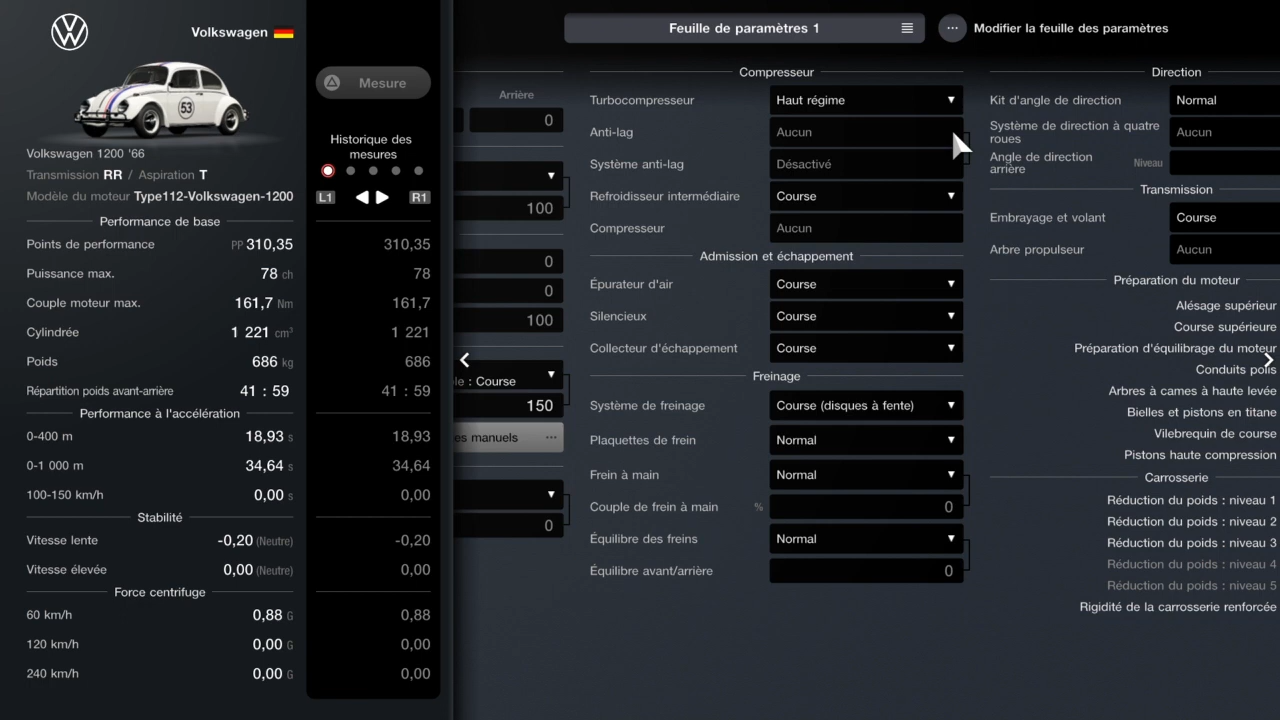 Volkswagen
53
Volkswagen 1200 '66
Transmission RR / Aspiration T
Modèle du moteur Type112-Volkswagen-1200
Performance de base
Points de performance PP 310,35
Puissance max. 78 ch
Couple moteur max. 161,7 Nm
Cylindrée 1 221 cm³
Poids 686 kg
Répartition poids avant-arrière 41 : 59
Performance à l'accélération
0-400 m 18,93 s
0-1 000 m 34,64 s
100-150 km/h 0,00 s
Stabilité
Vitesse lente -0,20 (Neutre)
Vitesse élevée 0,00 (Neutre)
Force centrifuge
60 km/h 0,88 G
120 km/h 0,00 G
240 km/h 0,00 G
Mesure
Historique des
mesures
L1 R1
310,35
78
161,7
1 221
686
41 : 59
18,93
34,64
0,00
-0,20
0,00
0,88
0,00
0,00
Feuille de paramètres 1
Modifier la feuille des paramètres
Arrière
0
100
0
0
100
: Course
150
manuels
0
Compresseur
Turbocompresseur Haut régime
Anti-lag Aucun
Système anti-lag Désactivé
Refroidisseur intermédiaire Course
Compresseur Aucun
Admission et échappement
Épurateur d'air Course
Silencieux Course
Collecteur d'échappement Course
Freinage
Système de freinage Course (disques à fente)
Plaquettes de frein Normal
Frein à main Normal
Couple de frein à main % 0
Équilibre des freins Normal
Équilibre avant/arrière 0
Direction
Kit d'angle de direction Normal
Système de direction à quatre
roues Aucun
Angle de direction
arrière Niveau
Transmission
Embrayage et volant Course
Arbre propulseur Aucun
Préparation du moteur
Alésage supérieur
Course supérieure
Préparation d'équilibrage du moteur
Conduits polis
Arbres à cames à haute levée
Bielles et pistons en titane
Vilebrequin de course
Pistons haute compression
Carrosserie
Réduction du poids : niveau 1
Réduction du poids : niveau 2
Réduction du poids : niveau 3
Réduction du poids : niveau 4
Réduction du poids : niveau 5
Rigidité de la carrosserie renforcée